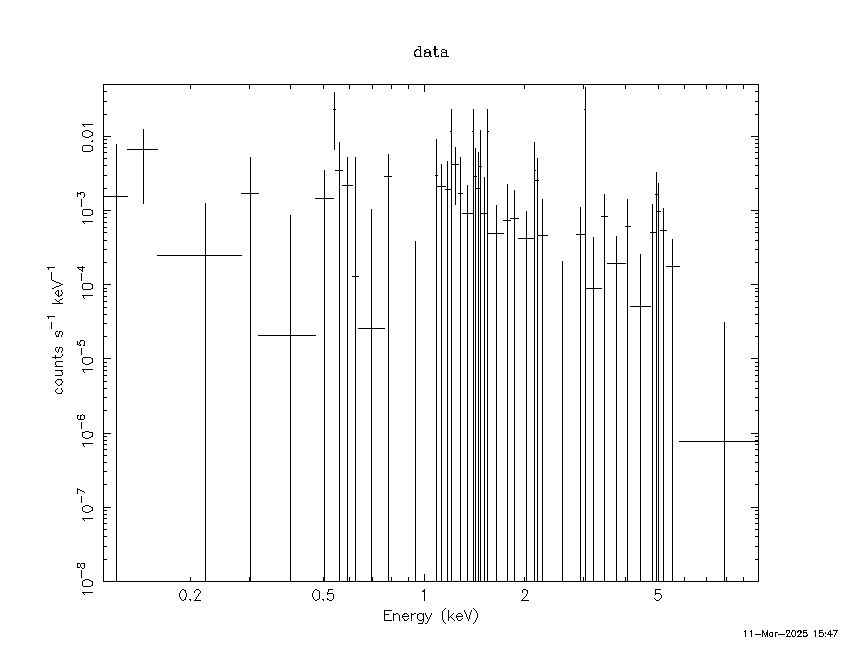 data
counts s⁻¹ keV⁻¹
0.01
10⁻³
10⁻⁴
10⁻⁵
10⁻⁶
10⁻⁷
10⁻⁸
0.2 0.5 1 2 5
Energy (keV)
11-Mar-2025 15:47